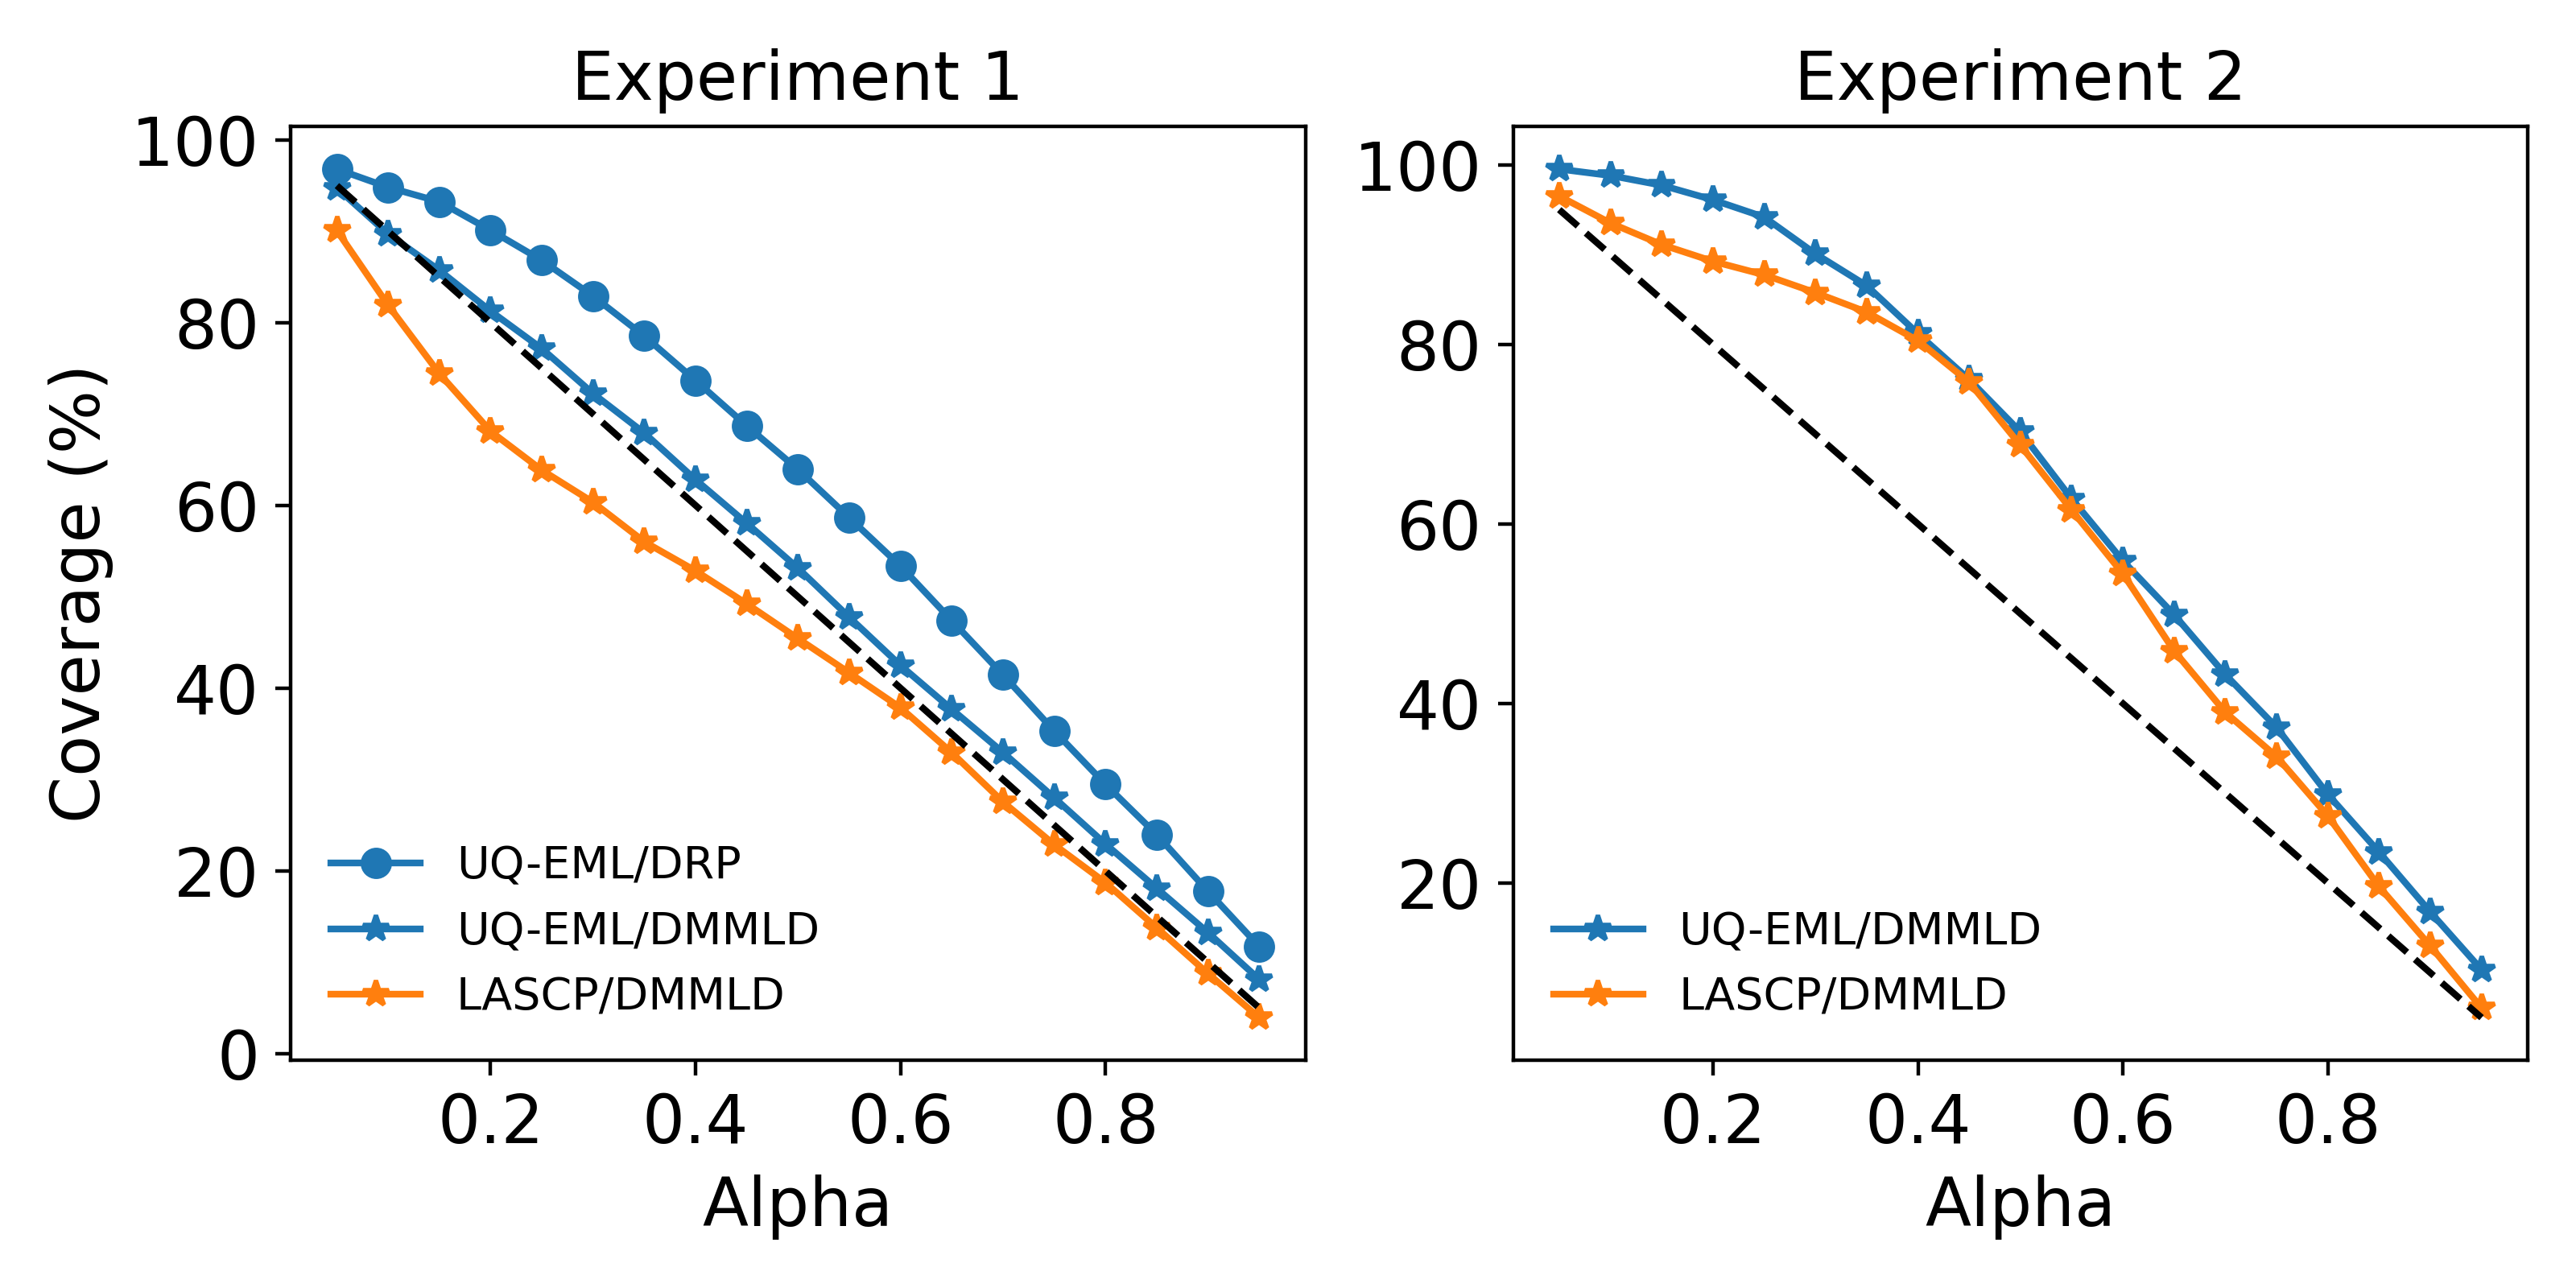 Experiment 1
Experiment 2
Coverage (%)
100
80
60
40
20
0
UQ-EML/DRP
UQ-EML/DMMLD
LASCP/DMMLD
0.2 0.4 0.6 0.8
Alpha
100
80
60
40
20
UQ-EML/DMMLD
LASCP/DMMLD
0.2 0.4 0.6 0.8
Alpha